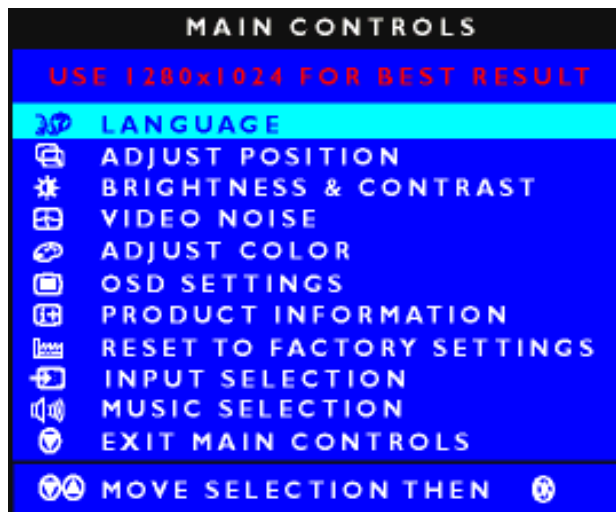 MAIN CONTROLS
USE 1280x1024 FOR BEST RESULT
LANGUAGE
ADJUST POSITION
BRIGHTNESS & CONTRAST
VIDEO NOISE
ADJUST COLOR
OSD SETTINGS
PRODUCT INFORMATION
RESET TO FACTORY SETTINGS
INPUT SELECTION
MUSIC SELECTION
EXIT MAIN CONTROLS
MOVE SELECTION THEN